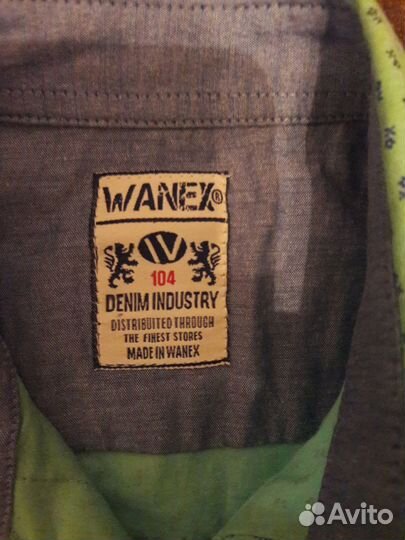 WANEX®
W
104
DENIM INDUSTRY
DISTRIBUITED THROUGH
THE FINEST STORES
MADE IN WANEX
Avito